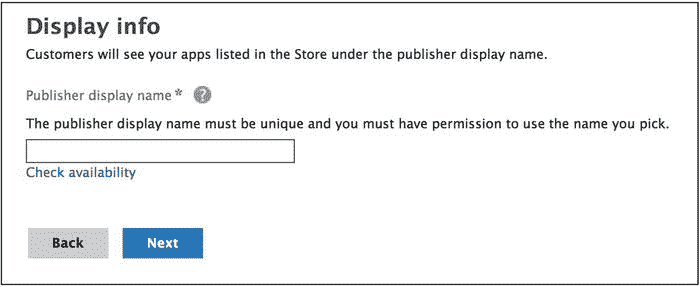 Display info
Customers will see your apps listed in the Store under the publisher display name.
Publisher display name * ?
The publisher display name must be unique and you must have permission to use the name you pick.
Check availability
Back Next